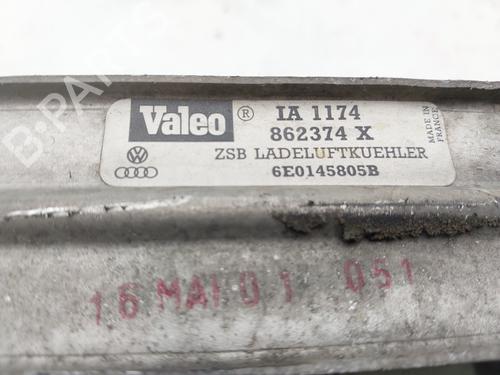 B-PARTS
Valeo ® IA 1174
862374 X
MADE IN
FRANCE
ZSB LADELUFTKUEHLER
6E0145805B
16 MAI 01 051